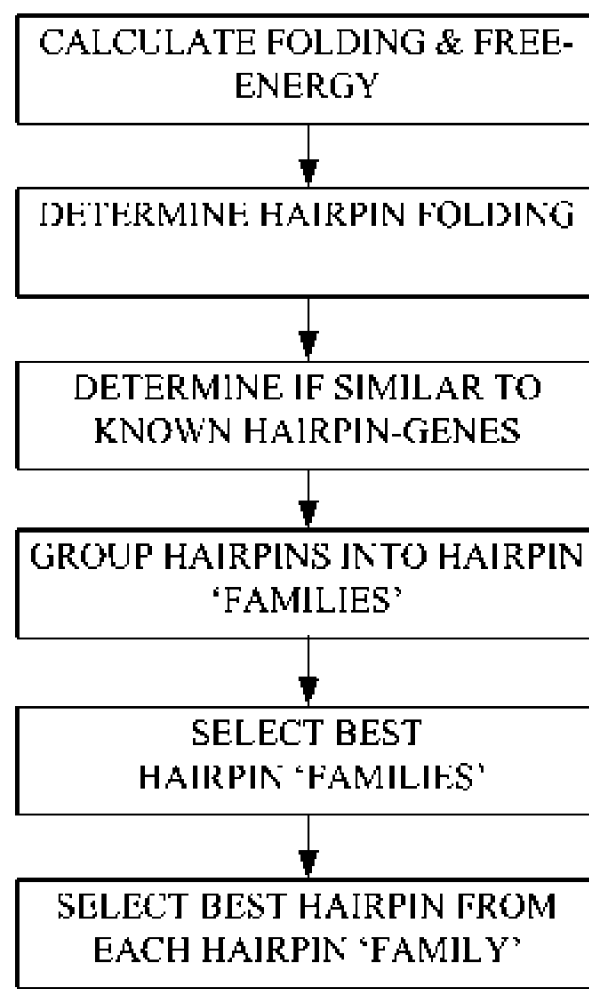 CALCULATE FOLDING & FREE-
ENERGY
DETERMINE HAIRPIN FOLDING
DETERMINE IF SIMILAR TO
KNOWN HAIRPIN-GENES
GROUP HAIRPINS INTO HAIRPIN
‘FAMILIES’
SELECT BEST
HAIRPIN ‘FAMILIES’
SELECT BEST HAIRPIN FROM
EACH HAIRPIN ‘FAMILY’